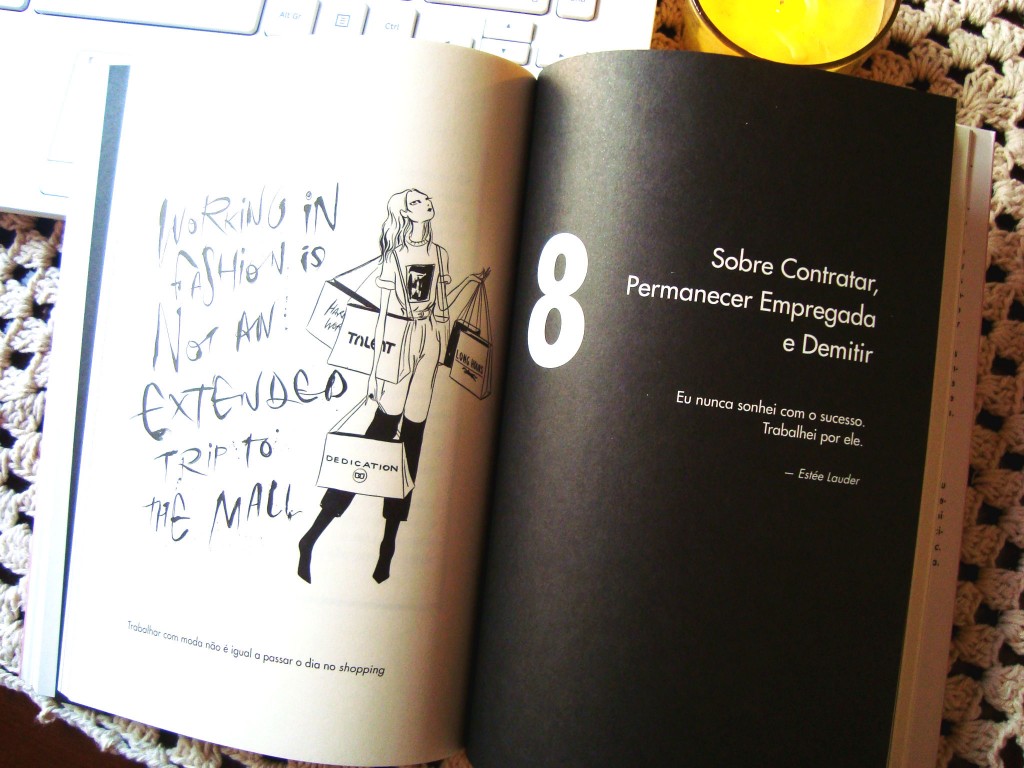 Alt Gr
Ctrl
WORKING IN
FASHION is
NOT AN
EXTENDED
TRIP TO
THE MALL
Hard
Work
TALENT
LONG HOURS
DEDICATION
Trabalhar com moda não é igual a passar o dia no shopping
8
Sobre Contratar,
Permanecer Empregada
e Demitir
Eu nunca sonhei com o sucesso.
Trabalhei por ele.
— Estée Lauder